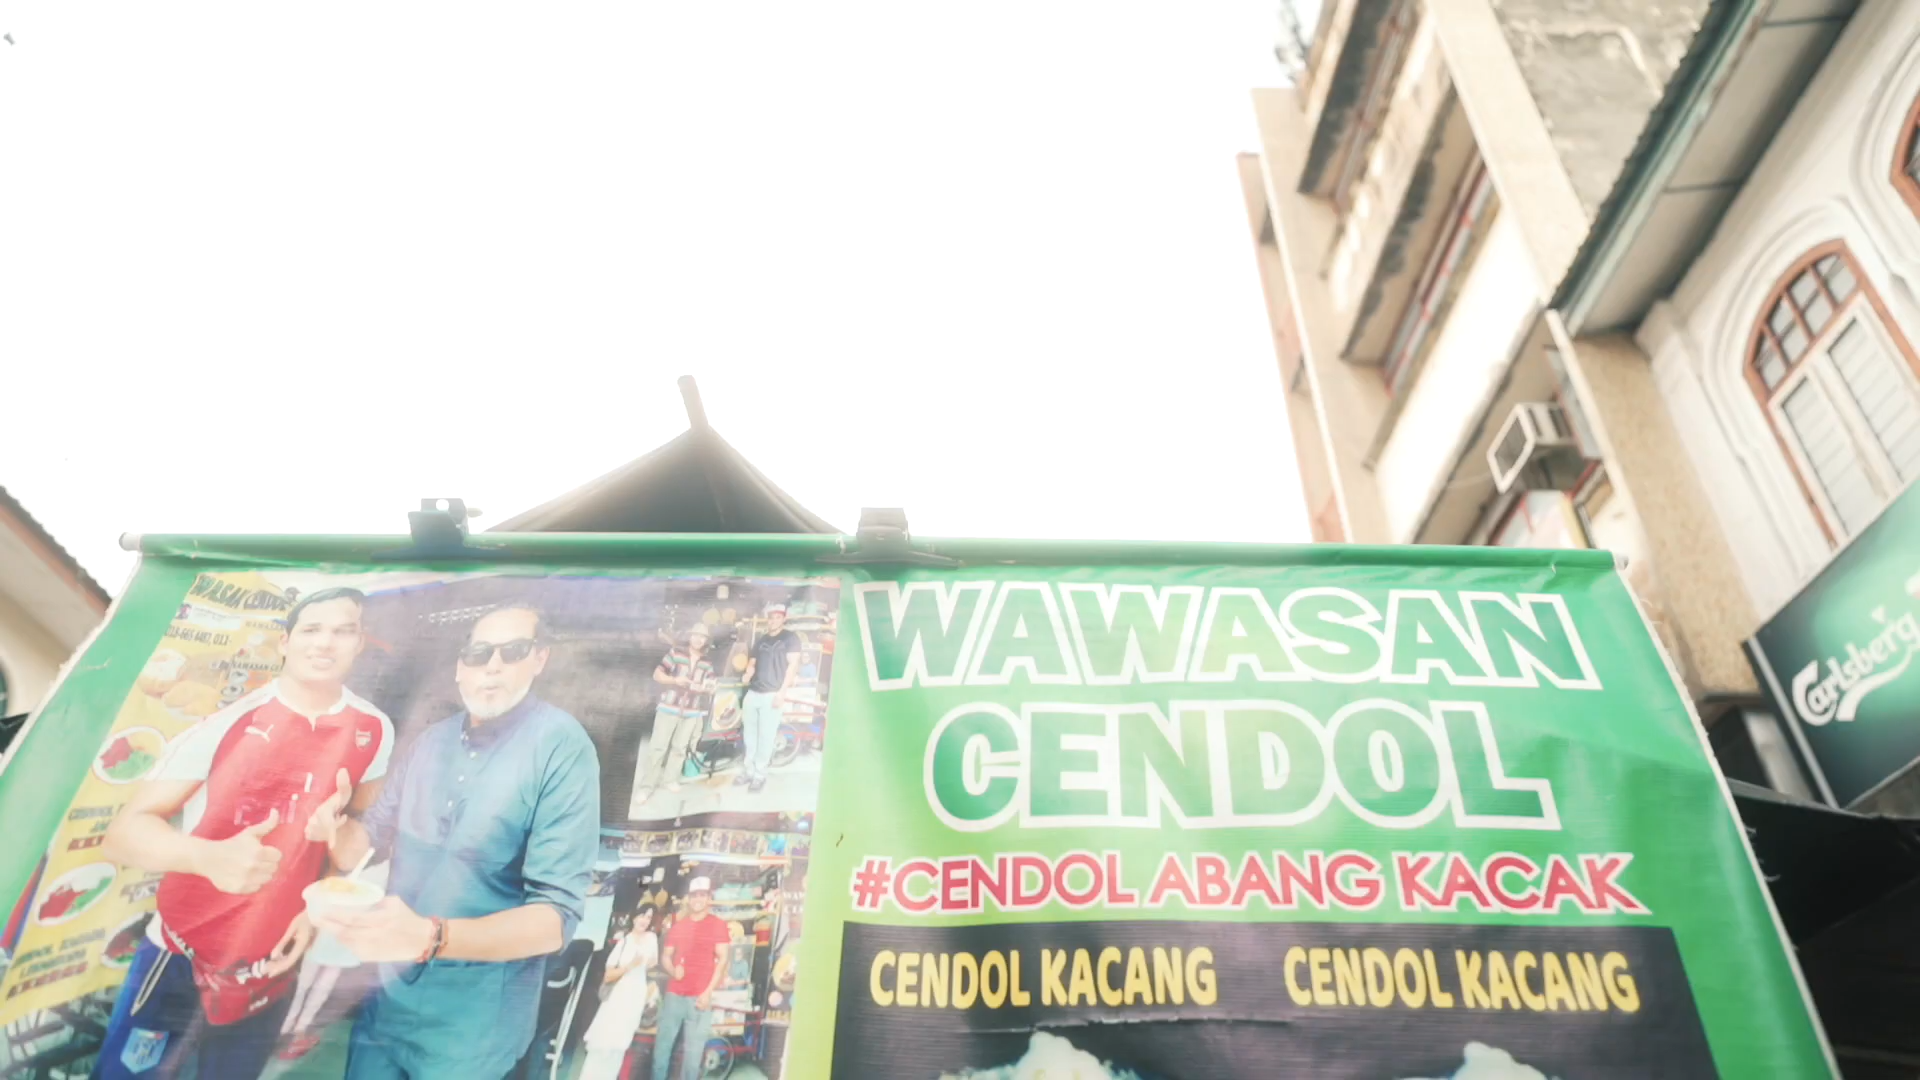 WAWASAN
CENDOL
#CENDOL ABANG KACAK
CENDOL KACANG
CENDOL KACANG
Carlsberg